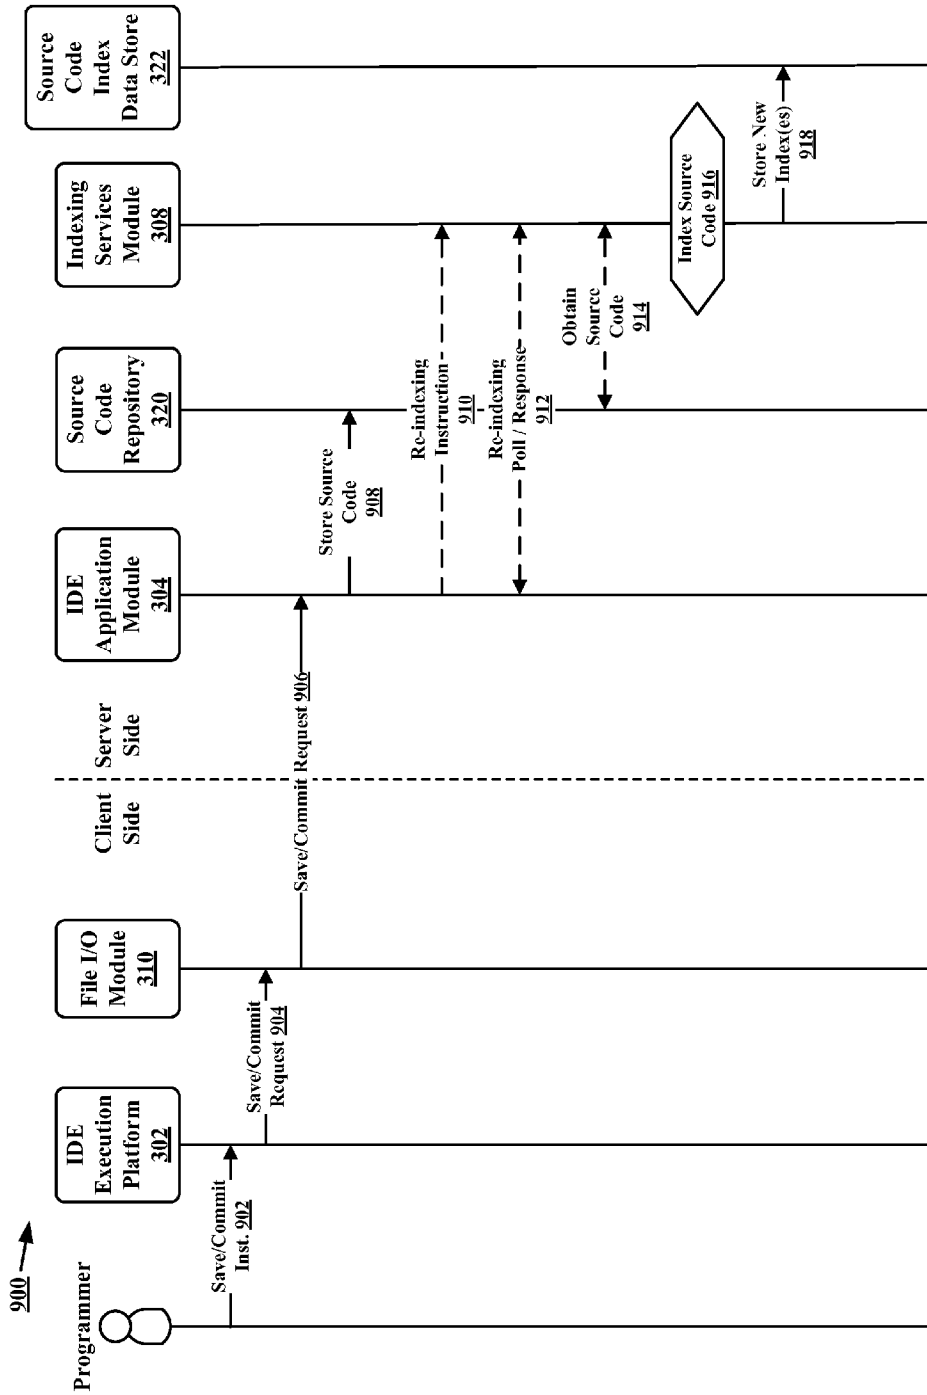 900
Programmer
IDE
Execution
Platform
302
File I/O
Module
310
Client
Side
Server
Side
IDE
Application
Module
304
Source
Code
Repository
320
Indexing
Services
Module
308
Source
Code
Index
Data Store
322
Save/Commit
Inst. 902
Save/Commit
Request 904
Save/Commit Request 906
Store Source
Code
908
Re-indexing
Instruction
910
Re-indexing
Poll / Response
912
Obtain
Source
Code
914
Index Source
Code 916
Store New
Index(es)
918